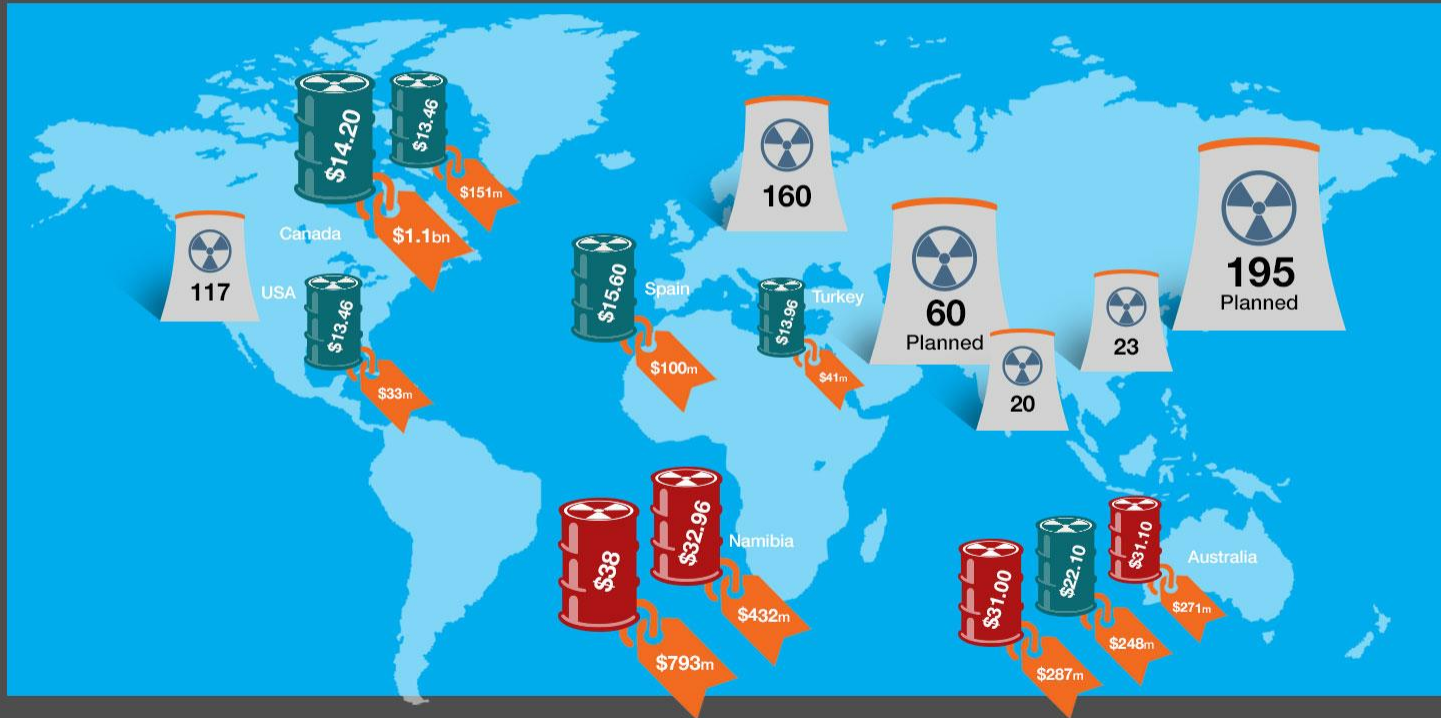 $14.20
$13.46
$151m
$1.1bn
Canada
117
USA
$13.46
$33m
160
$15.60
Spain
$100m
$13.96
Turkey
$41m
60
Planned
20
23
195
Planned
$38
$32.96
Namibia
$432m
$793m
$31.00
$22.10
$31.10
Australia
$271m
$248m
$287m